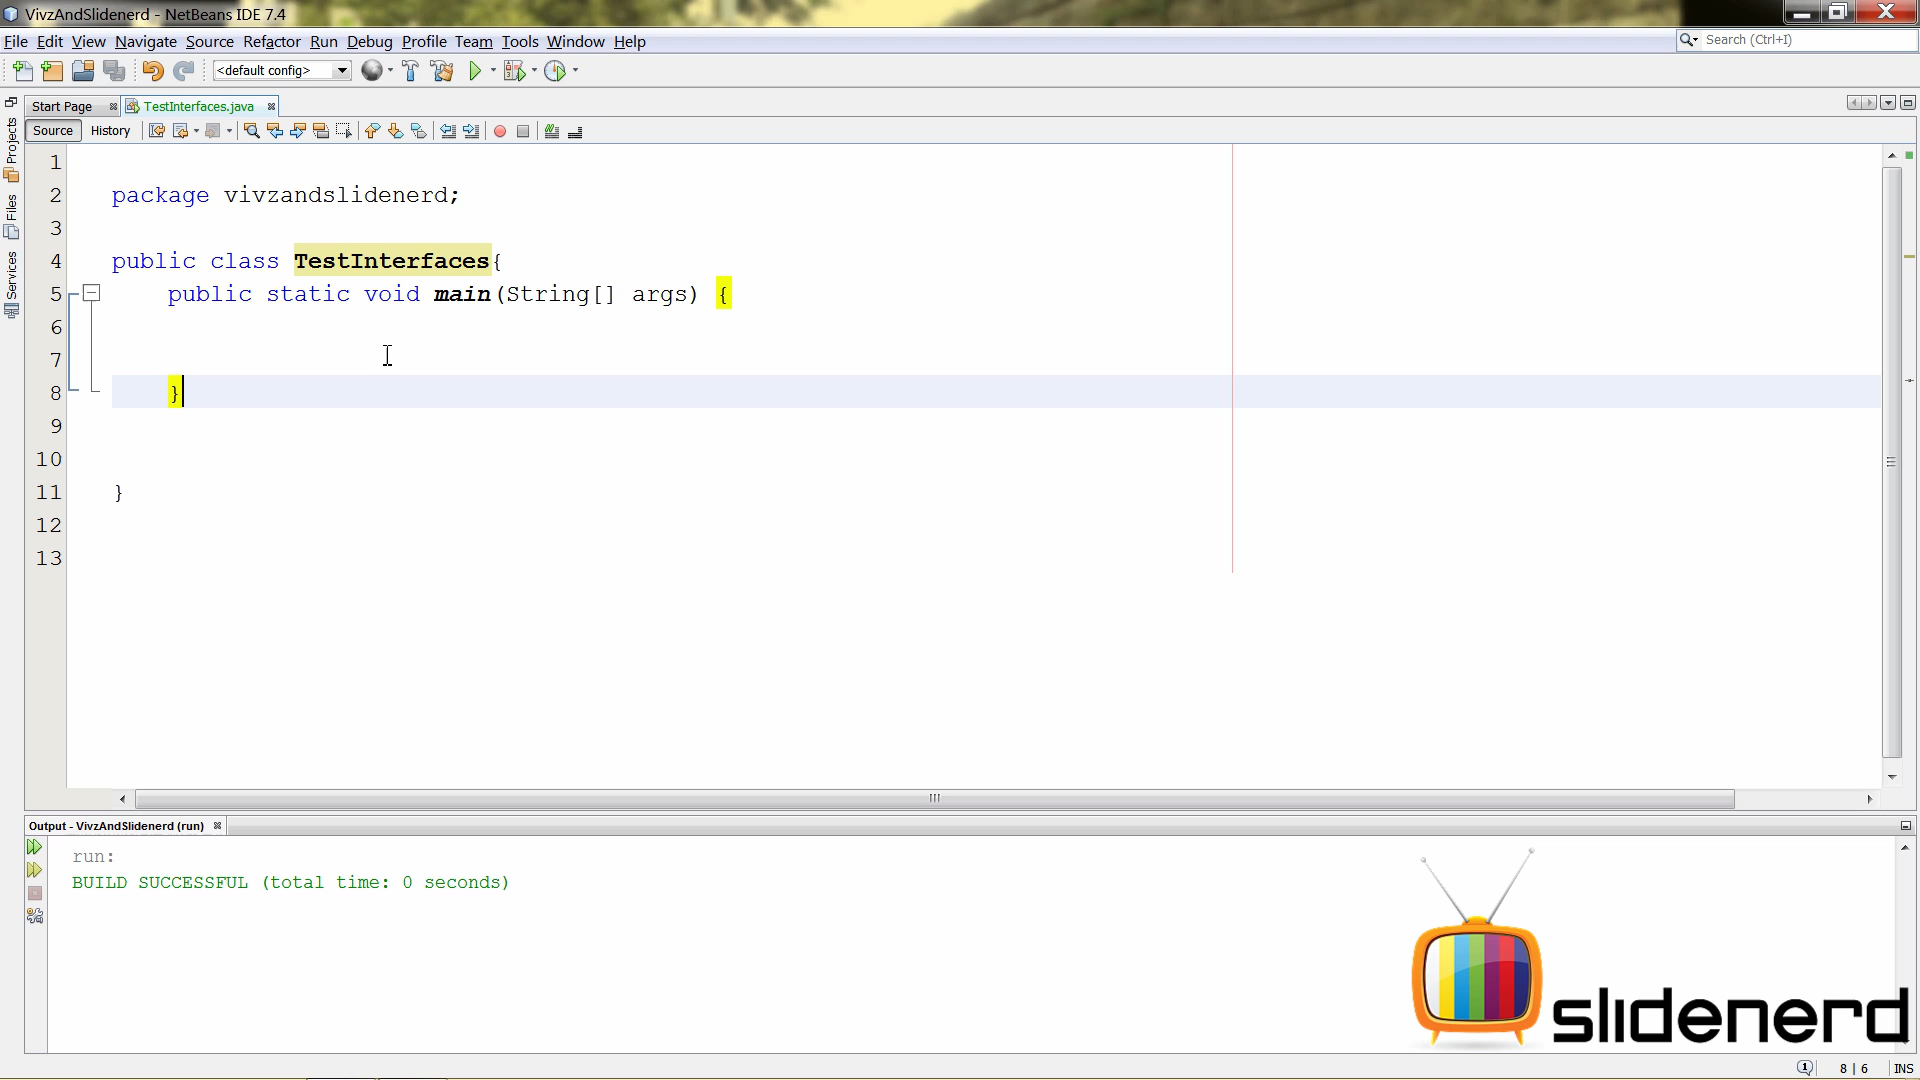 VivzAndSlidenerd - NetBeans IDE 7.4
File Edit View Navigate Source Refactor Run Debug Profile Team Tools Window Help
Search (Ctrl+I)
<default config>
Start Page TestInterfaces.java
Source History
Projects
Files
Services
1
2 package vivzandslidenerd;
3
4 public class TestInterfaces{
5 public static void main(String[] args) {
6
7
8 }
9
10
11 }
12
13
Output - VivzAndSlidenerd (run)
run:
BUILD SUCCESSFUL (total time: 0 seconds)
slidenerd
1 8 | 6 INS